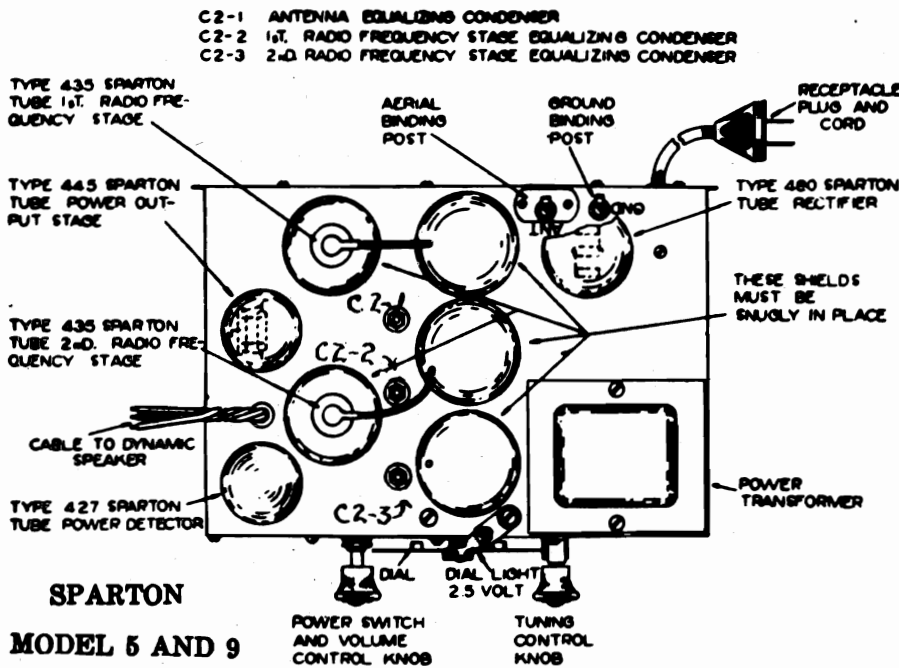 C2-1 ANTENNA EQUALIZING CONDENSER
C2-2 1sT. RADIO FREQUENCY STAGE EQUALIZING CONDENSER
C2-3 2nD. RADIO FREQUENCY STAGE EQUALIZING CONDENSER
TYPE 435 SPARTON
TUBE 1sT. RADIO FRE-
QUENCY STAGE
AERIAL
BINDING
POST
GROUND
BINDING
POST
RECEPTACLE
PLUG AND
CORD
TYPE 445 SPARTON
TUBE POWER OUT-
PUT STAGE
TYPE 480 SPARTON
TUBE RECTIFIER
ANT
GND
C2-1
THESE SHIELDS
MUST BE
SNUGLY IN PLACE
TYPE 435 SPARTON
TUBE 2nD. RADIO FRE-
QUENCY STAGE
C2-2
CABLE TO DYNAMIC
SPEAKER
TYPE 427 SPARTON
TUBE POWER DETECTOR
C2-3
POWER
TRANSFORMER
DIAL
DIAL LIGHT
2.5 VOLT
POWER SWITCH
AND VOLUME
CONTROL KNOB
TUNING
CONTROL
KNOB
SPARTON
MODEL 5 AND 9